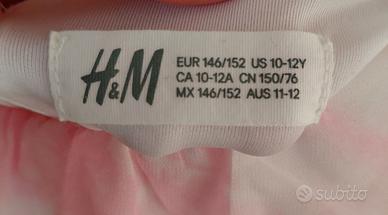 H&M
EUR 146/152 US 10-12Y
CA 10-12A CN 150/76
MX 146/152 AUS 11-12
subito